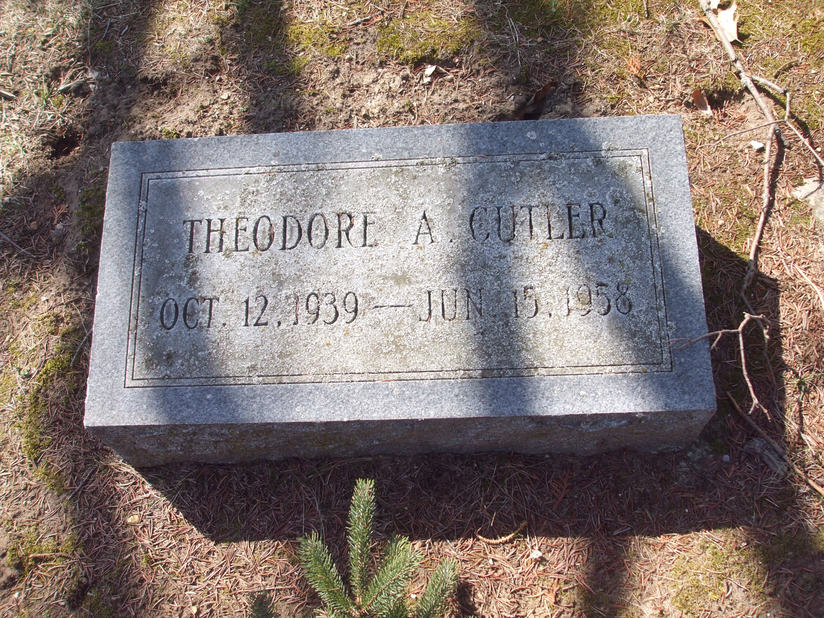 THEODORE A. CUTLER
OCT. 12, 1939 — JUN. 15, 1958